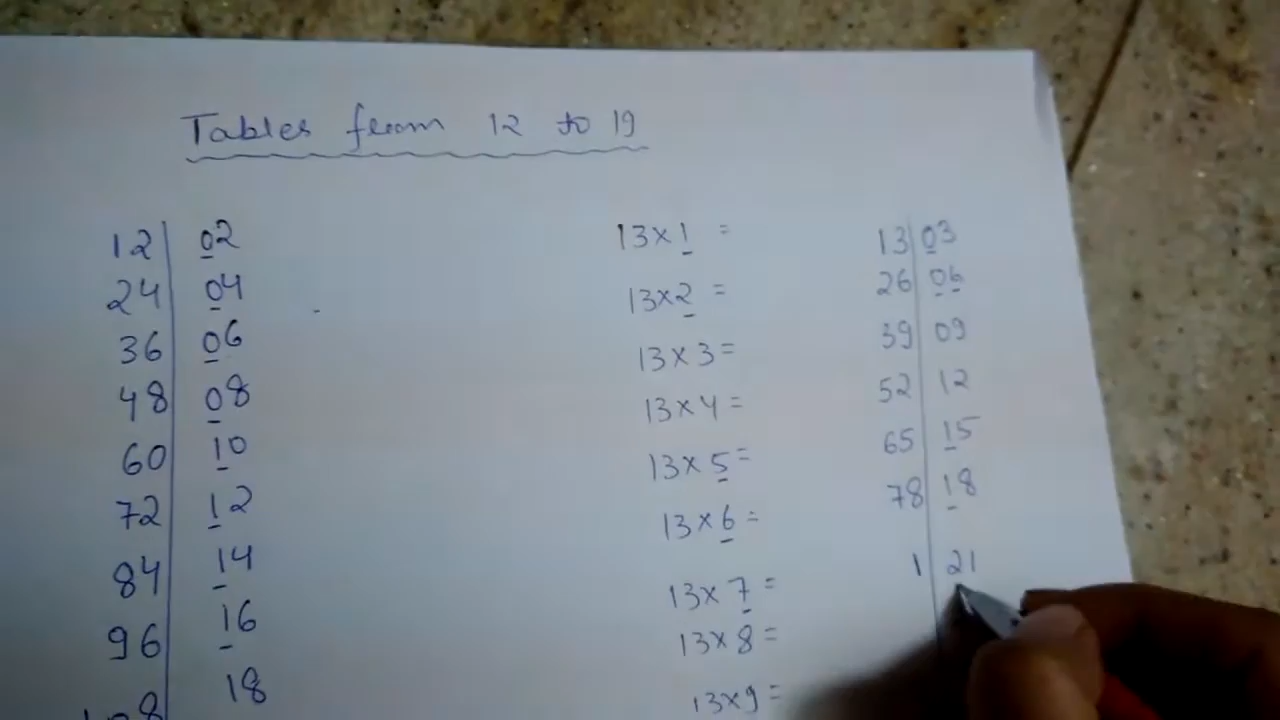 Tables from 12 to 19
12 | 02 13x1 = 13 | 03
24 | 04 13x2 = 26 | 06
36 | 06 13x3= 39 | 09
48 | 08 13x4= 52 | 12
60 | 10 13x5= 65 | 15
72 | 12 13x6= 78 | 18
84 | 14 13x7= 1 | 21
96 | 16 13x8=
108 | 18 13x9=